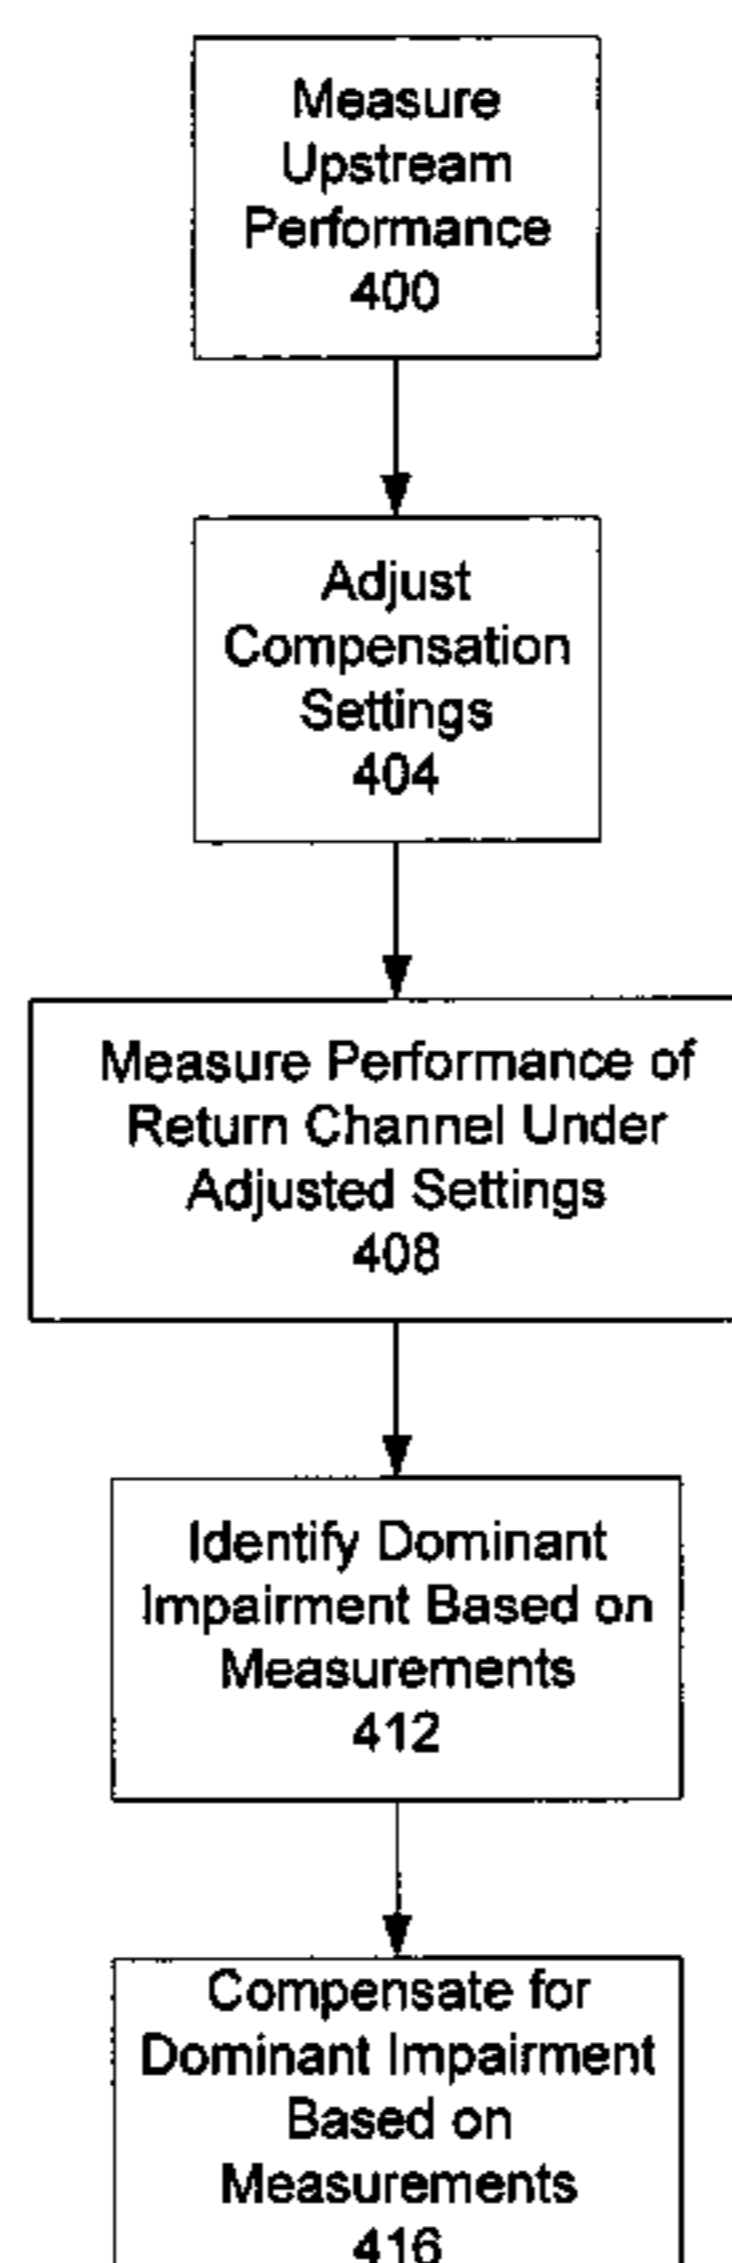 Measure
Upstream
Performance
400
Adjust
Compensation
Settings
404
Measure Performance of
Return Channel Under
Adjusted Settings
408
Identify Dominant
Impairment Based on
Measurements
412
Compensate for
Dominant Impairment
Based on
Measurements
416